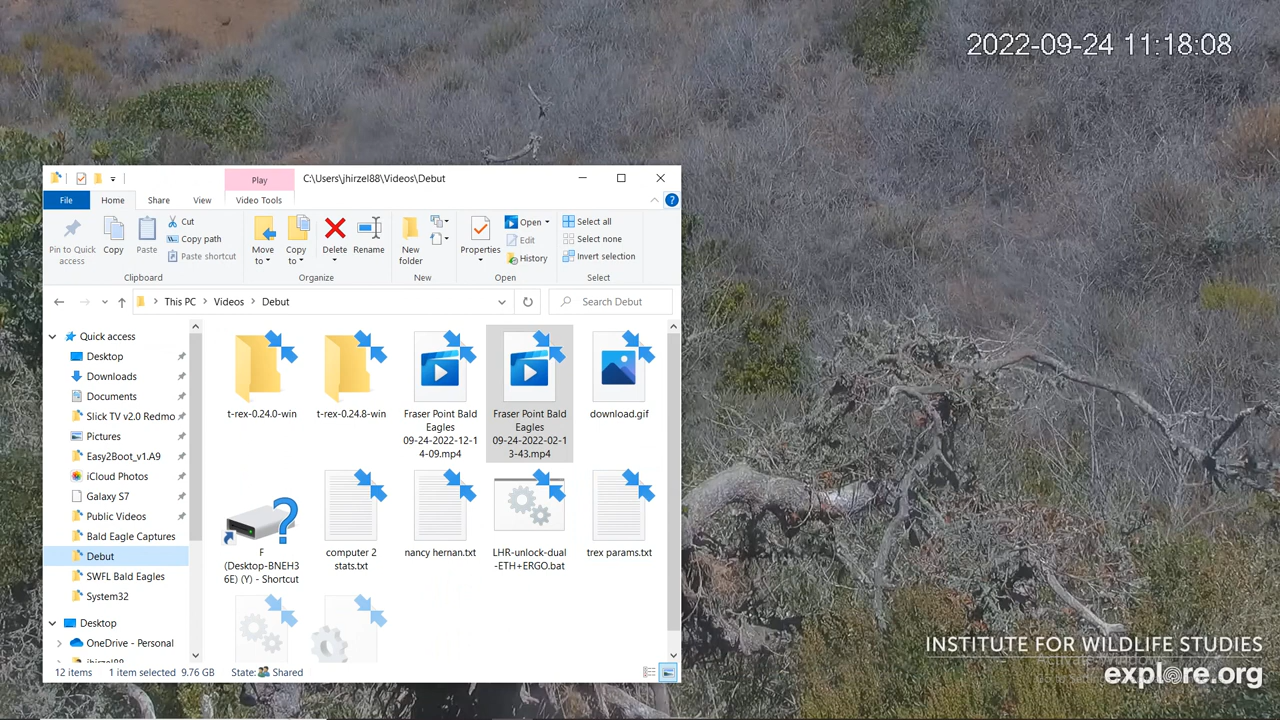 2022-09-24 11:18:08
C:\Users\jhirzel88\Videos\Debut
Play
File
Home
Share
View
Video Tools
Pin to Quick access
Copy
Paste
Cut
Copy path
Paste shortcut
Clipboard
Move to
Copy to
Delete
Rename
Organize
New folder
New
Properties
Open
Edit
History
Open
Select all
Select none
Invert selection
Select
This PC > Videos > Debut
Search Debut
Quick access
Desktop
Downloads
Documents
Slick TV v2.0 Redmo
Pictures
Easy2Boot_v1.A9
iCloud Photos
Galaxy S7
Public Videos
Bald Eagle Captures
Debut
SWFL Bald Eagles
System32
Desktop
OneDrive - Personal
jhirzel88
t-rex-0.24.0-win
t-rex-0.24.8-win
Fraser Point Bald
Eagles
09-24-2022-12-1
4-09.mp4
Fraser Point Bald
Eagles
09-24-2022-02-1
3-43.mp4
download.gif
F
(Desktop-BNEH3
6E) (Y) - Shortcut
computer 2
stats.txt
nancy hernan.txt
LHR-unlock-dual
-ETH+ERGO.bat
trex params.txt
12 items
1 item selected 9.76 GB
State: Shared
INSTITUTE FOR WILDLIFE STUDIES
explore.org